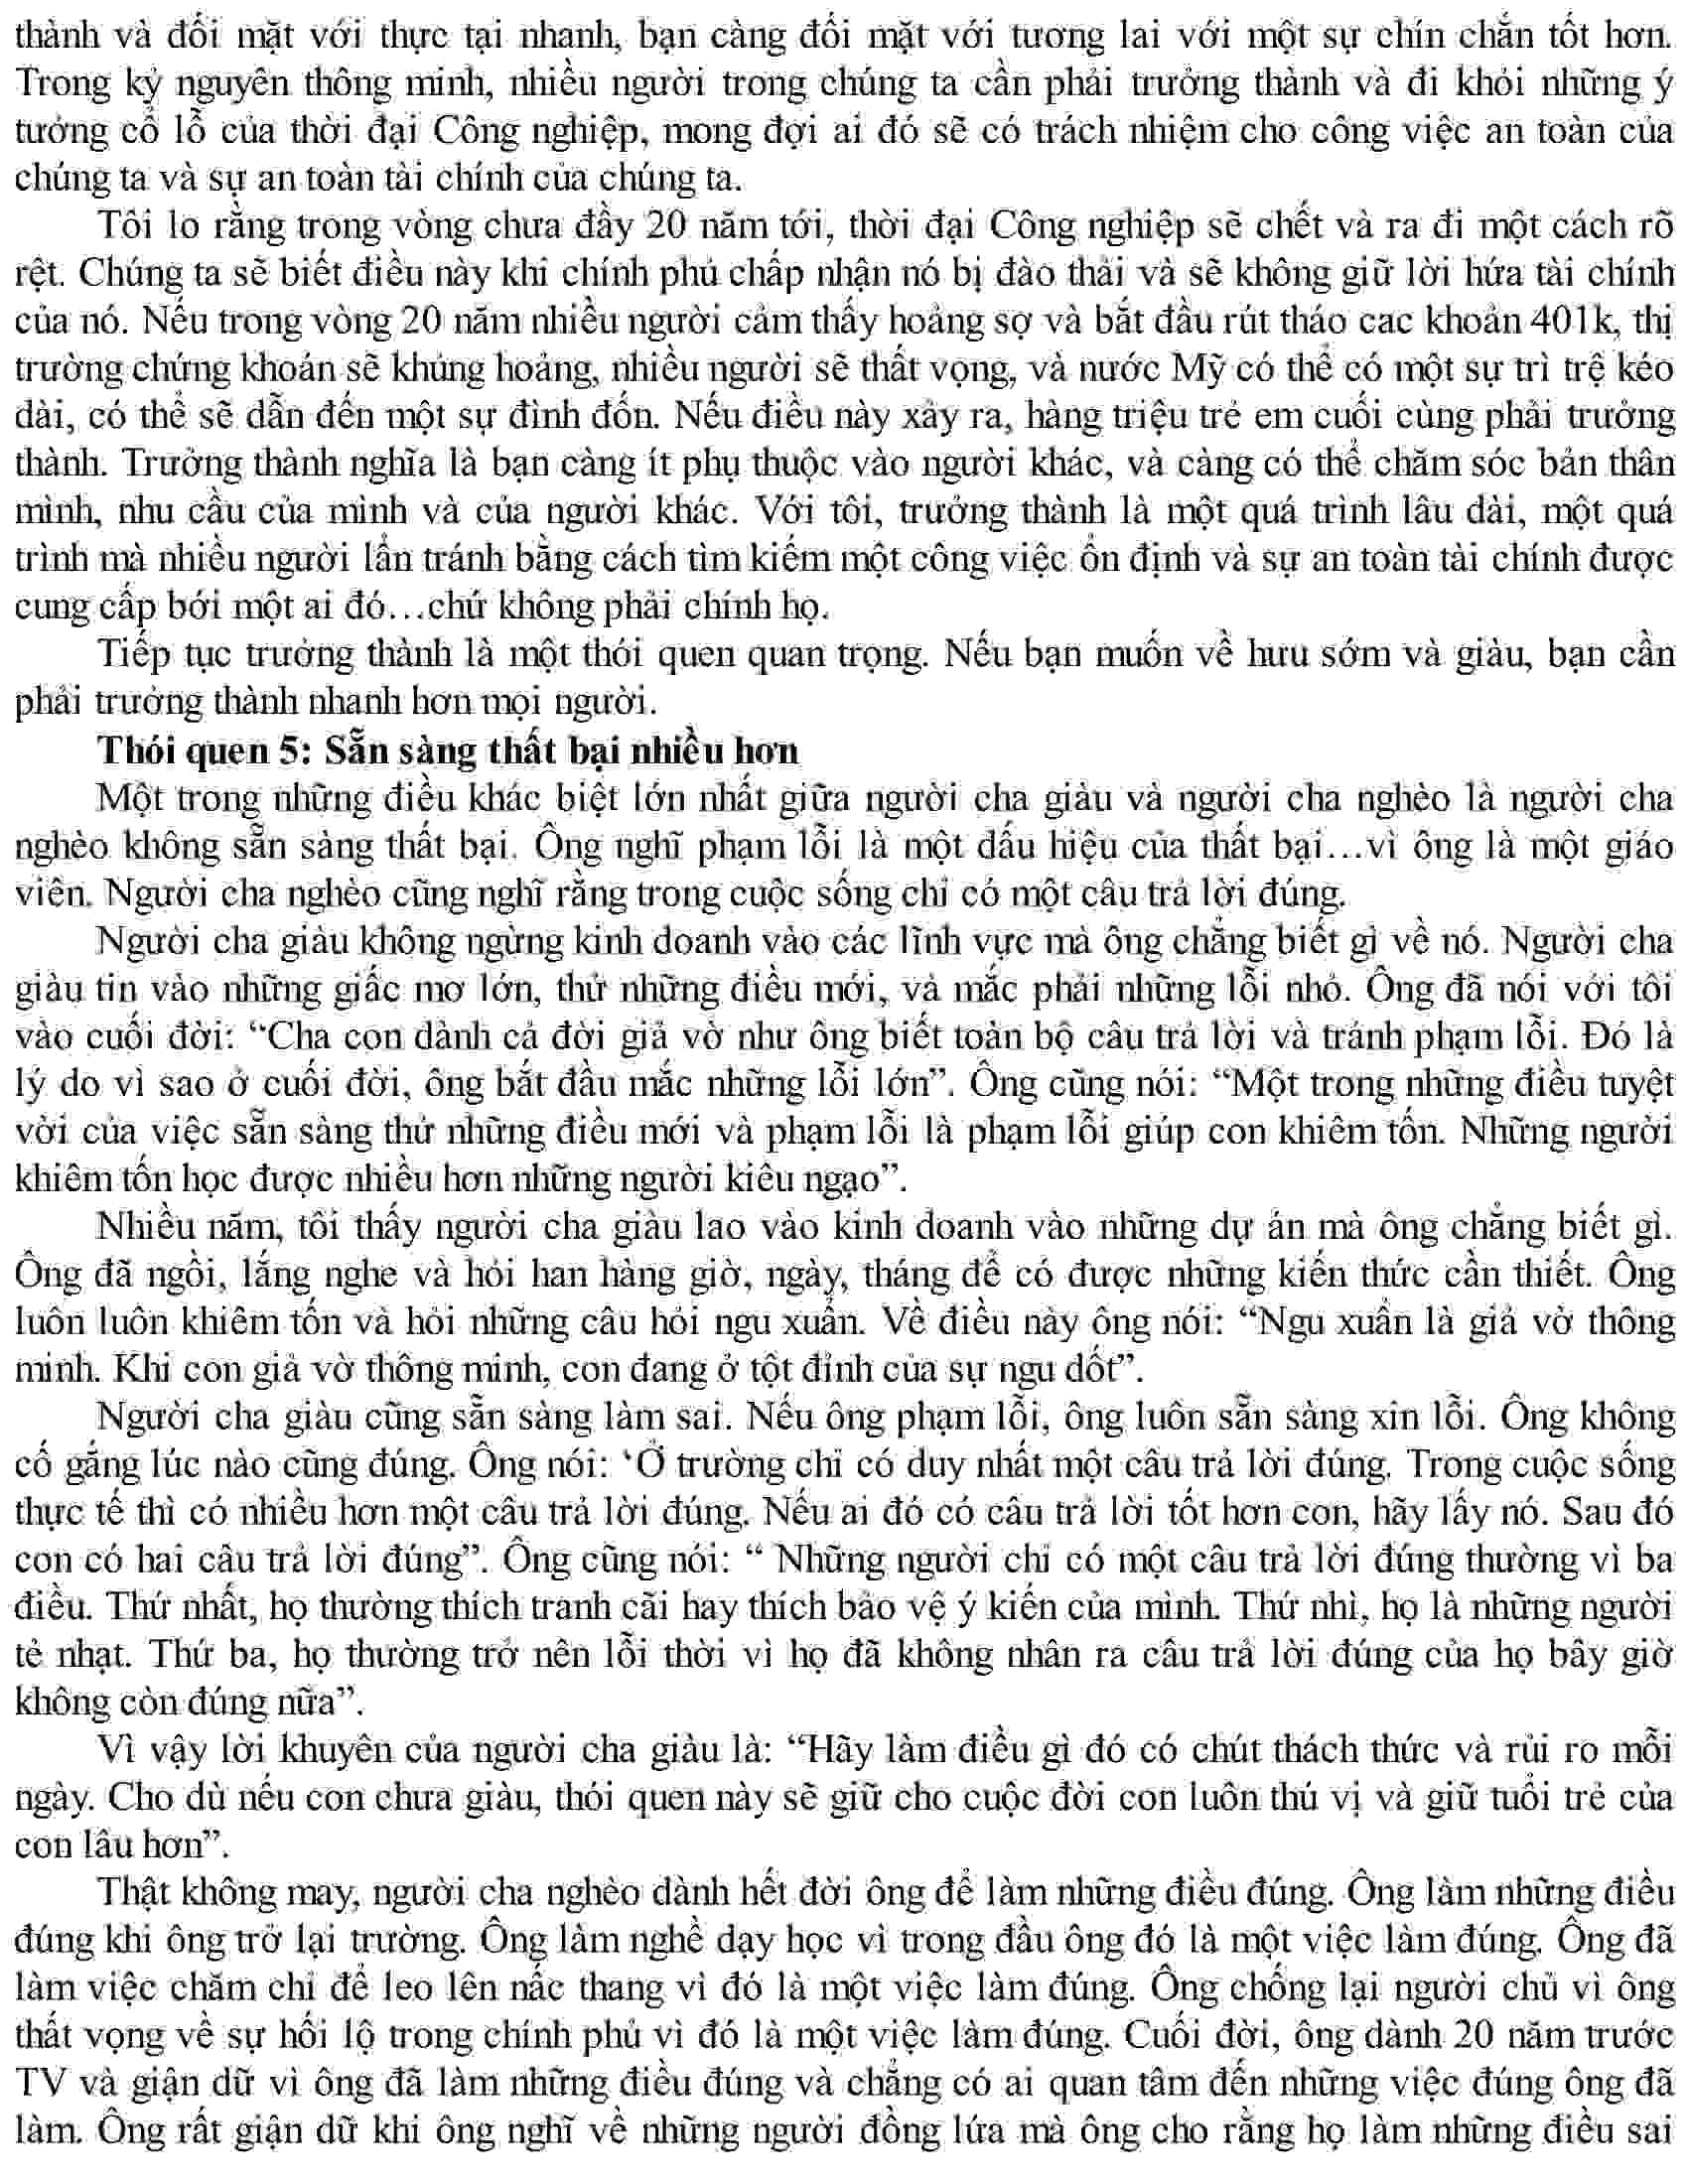 thành và đối mặt với thực tại nhanh, bạn càng đối mặt với tương lai với một sự chín chắn tốt hơn.
Trong kỷ nguyên thông minh, nhiều người trong chúng ta cần phải trưởng thành và đi khỏi những ý
tưởng cổ lỗ của thời đại Công nghiệp, mong đợi ai đó sẽ có trách nhiệm cho công việc an toàn của
chúng ta và sự an toàn tài chính của chúng ta.
Tôi lo rằng trong vòng chưa đầy 20 năm tới, thời đại Công nghiệp sẽ chết và ra đi một cách rõ
rệt. Chúng ta sẽ biết điều này khi chính phủ chấp nhận nó bị đào thải và sẽ không giữ lời hứa tài chính
của nó. Nếu trong vòng 20 năm nhiều người cảm thấy hoảng sợ và bắt đầu rút tháo cac khoản 401k, thị
trường chứng khoán sẽ khủng hoảng, nhiều người sẽ thất vọng, và nước Mỹ có thể có một sự trì trệ kéo
dài, có thể sẽ dẫn đến một sự đình đốn. Nếu điều này xảy ra, hàng triệu trẻ em cuối cùng phải trưởng
thành. Trưởng thành nghĩa là bạn càng ít phụ thuộc vào người khác, và càng có thể chăm sóc bản thân
mình, nhu cầu của mình và của người khác. Với tôi, trưởng thành là một quá trình lâu dài, một quá
trình mà nhiều người lẩn tránh bằng cách tìm kiếm một công việc ổn định và sự an toàn tài chính được
cung cấp bới một ai đó…chứ không phải chính họ.
Tiếp tục trưởng thành là một thói quen quan trọng. Nếu bạn muốn về hưu sớm và giàu, bạn cần
phải trưởng thành nhanh hơn mọi người.
Thói quen 5: Sẵn sàng thất bại nhiều hơn
Một trong những điều khác biệt lớn nhất giữa người cha giàu và người cha nghèo là người cha
nghèo không sẵn sàng thất bại. Ông nghĩ phạm lỗi là một dấu hiệu của thất bại…vì ông là một giáo
viên. Người cha nghèo cũng nghĩ rằng trong cuộc sống chỉ có một câu trả lời đúng.
Người cha giàu không ngừng kinh doanh vào các lĩnh vực mà ông chẳng biết gì về nó. Người cha
giàu tin vào những giấc mơ lớn, thử những điều mới, và mắc phải những lỗi nhỏ. Ông đã nói với tôi
vào cuối đời: “Cha con dành cả đời giả vờ như ông biết toàn bộ câu trả lời và tránh phạm lỗi. Đó là
lý do vì sao ở cuối đời, ông bắt đầu mắc những lỗi lớn”. Ông cũng nói: “Một trong những điều tuyệt
vời của việc sẵn sàng thử những điều mới và phạm lỗi là phạm lỗi giúp con khiêm tốn. Những người
khiêm tốn học được nhiều hơn những người kiêu ngạo”.
Nhiều năm, tôi thấy người cha giàu lao vào kinh doanh vào những dự án mà ông chẳng biết gì.
Ông đã ngồi, lắng nghe và hỏi han hàng giờ, ngày, tháng để có được những kiến thức cần thiết. Ông
luôn luôn khiêm tốn và hỏi những câu hỏi ngu xuẩn. Về điều này ông nói: “Ngu xuẩn là giả vờ thông
minh. Khi con giả vờ thông minh, con đang ở tột đỉnh của sự ngu dốt”.
Người cha giàu cũng sẵn sàng làm sai. Nếu ông phạm lỗi, ông luôn sẵn sàng xin lỗi. Ông không
cố gắng lúc nào cũng đúng. Ông nói: ‘Ở trường chỉ có duy nhất một câu trả lời đúng. Trong cuộc sống
thực tế thì có nhiều hơn một câu trả lời đúng. Nếu ai đó có câu trả lời tốt hơn con, hãy lấy nó. Sau đó
con có hai câu trả lời đúng”. Ông cũng nói: “ Những người chỉ có một câu trả lời đúng thường vì ba
điều. Thứ nhất, họ thường thích tranh cãi hay thích bảo vệ ý kiến của mình. Thứ nhì, họ là những người
tẻ nhạt. Thứ ba, họ thường trở nên lỗi thời vì họ đã không nhân ra câu trả lời đúng của họ bây giờ
không còn đúng nữa”.
Vì vậy lời khuyên của người cha giàu là: “Hãy làm điều gì đó có chút thách thức và rủi ro mỗi
ngày. Cho dù nếu con chưa giàu, thói quen này sẽ giữ cho cuộc đời con luôn thú vị và giữ tuổi trẻ của
con lâu hơn”.
Thật không may, người cha nghèo dành hết đời ông để làm những điều đúng. Ông làm những điều
đúng khi ông trở lại trường. Ông làm nghề dạy học vì trong đầu ông đó là một việc làm đúng. Ông đã
làm việc chăm chỉ để leo lên nấc thang vì đó là một việc làm đúng. Ông chống lại người chủ vì ông
thất vọng về sự hối lộ trong chính phủ vì đó là một việc làm đúng. Cuối đời, ông dành 20 năm trước
TV và giận dữ vì ông đã làm những điều đúng và chẳng có ai quan tâm đến những việc đúng ông đã
làm. Ông rất giận dữ khi ông nghĩ về những người đồng lứa mà ông cho rằng họ làm những điều sai